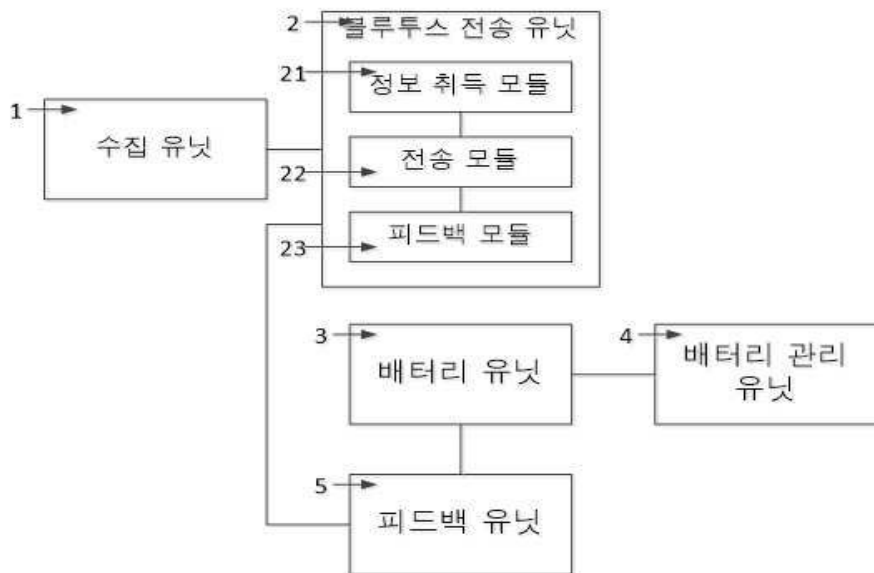 2
블루투스 전송 유닛
21
정보 취득 모듈
1
수집 유닛
22
전송 모듈
23
피드백 모듈
3
배터리 유닛
4
배터리 관리
유닛
5
피드백 유닛